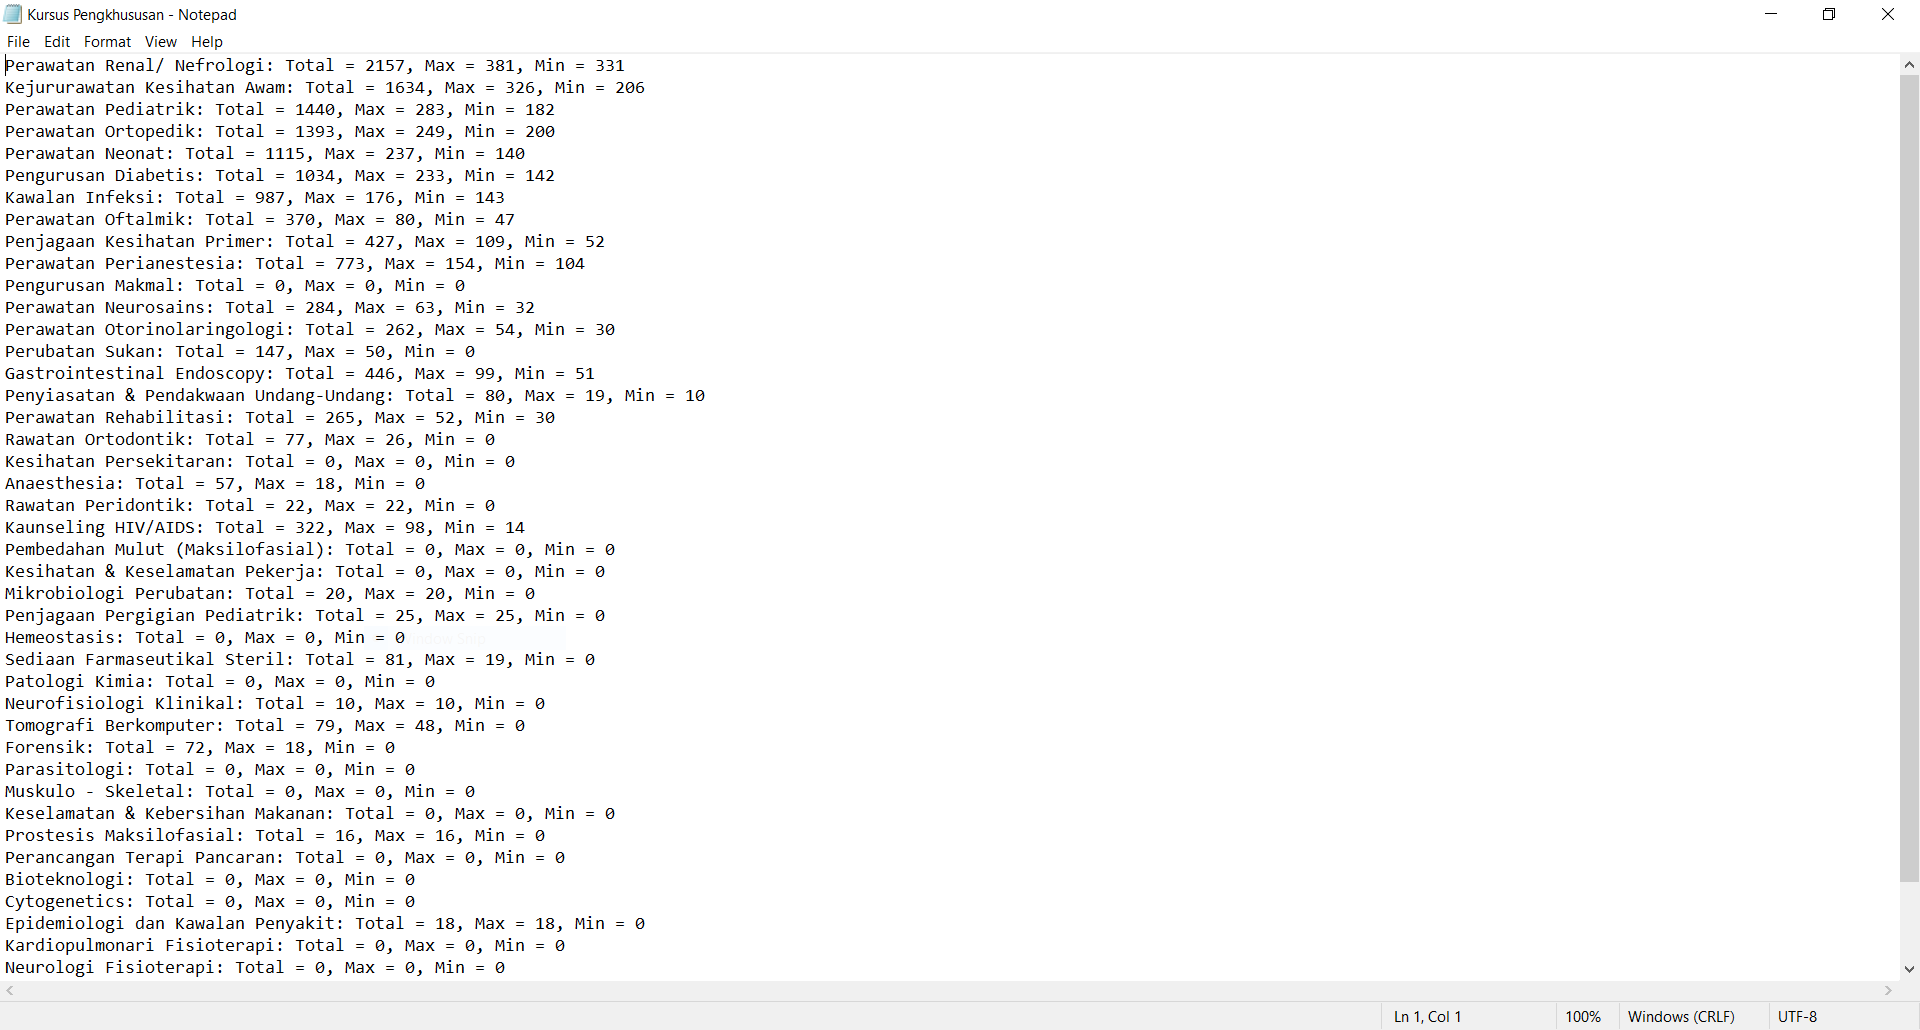 Kursus Pengkhususan - Notepad
File Edit Format View Help
Perawatan Renal/ Nefrologi: Total = 2157, Max = 381, Min = 331
Kejururawatan Kesihatan Awam: Total = 1634, Max = 326, Min = 206
Perawatan Pediatrik: Total = 1440, Max = 283, Min = 182
Perawatan Ortopedik: Total = 1393, Max = 249, Min = 200
Perawatan Neonat: Total = 1115, Max = 237, Min = 140
Pengurusan Diabetis: Total = 1034, Max = 233, Min = 142
Kawalan Infeksi: Total = 987, Max = 176, Min = 143
Perawatan Oftalmik: Total = 370, Max = 80, Min = 47
Penjagaan Kesihatan Primer: Total = 427, Max = 109, Min = 52
Perawatan Perianestesia: Total = 773, Max = 154, Min = 104
Pengurusan Makmal: Total = 0, Max = 0, Min = 0
Perawatan Neurosains: Total = 284, Max = 63, Min = 32
Perawatan Otorinolaringologi: Total = 262, Max = 54, Min = 30
Perubatan Sukan: Total = 147, Max = 50, Min = 0
Gastrointestinal Endoscopy: Total = 446, Max = 99, Min = 51
Penyiasatan & Pendakwaan Undang-Undang: Total = 80, Max = 19, Min = 10
Perawatan Rehabilitasi: Total = 265, Max = 52, Min = 30
Rawatan Ortodontik: Total = 77, Max = 26, Min = 0
Kesihatan Persekitaran: Total = 0, Max = 0, Min = 0
Anaesthesia: Total = 57, Max = 18, Min = 0
Rawatan Peridontik: Total = 22, Max = 22, Min = 0
Kaunseling HIV/AIDS: Total = 322, Max = 98, Min = 14
Pembedahan Mulut (Maksilofasial): Total = 0, Max = 0, Min = 0
Kesihatan & Keselamatan Pekerja: Total = 0, Max = 0, Min = 0
Mikrobiologi Perubatan: Total = 20, Max = 20, Min = 0
Penjagaan Pergigian Pediatrik: Total = 25, Max = 25, Min = 0
Hemeostasis: Total = 0, Max = 0, Min = 0
Sediaan Farmaseutikal Steril: Total = 81, Max = 19, Min = 0
Patologi Kimia: Total = 0, Max = 0, Min = 0
Neurofisiologi Klinikal: Total = 10, Max = 10, Min = 0
Tomografi Berkomputer: Total = 79, Max = 48, Min = 0
Forensik: Total = 72, Max = 18, Min = 0
Parasitologi: Total = 0, Max = 0, Min = 0
Muskulo - Skeletal: Total = 0, Max = 0, Min = 0
Keselamatan & Kebersihan Makanan: Total = 0, Max = 0, Min = 0
Prostesis Maksilofasial: Total = 16, Max = 16, Min = 0
Perancangan Terapi Pancaran: Total = 0, Max = 0, Min = 0
Bioteknologi: Total = 0, Max = 0, Min = 0
Cytogenetics: Total = 0, Max = 0, Min = 0
Epidemiologi dan Kawalan Penyakit: Total = 18, Max = 18, Min = 0
Kardiopulmonari Fisioterapi: Total = 0, Max = 0, Min = 0
Neurologi Fisioterapi: Total = 0, Max = 0, Min = 0
Ln 1, Col 1 100% Windows (CRLF) UTF-8